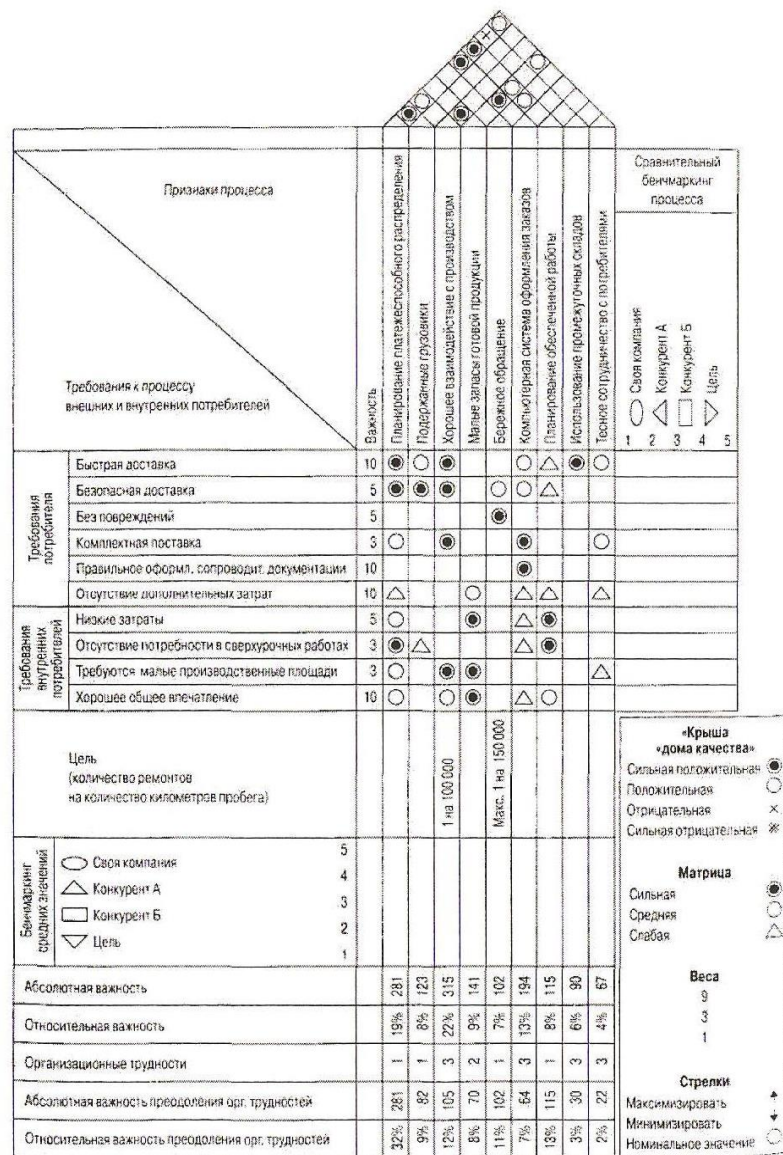 Признаки процесса
Требования к процессу
внешних и внутренних потребителей
Важность
Планирование платежеспособного распределения
Подержанные грузовики
Хорошее взаимодействие с производством
Малые запасы готовой продукции
Бережное обращение
Компьютерная система оформления заказов
Планирование обеспеченной работы
Использование промежуточных складов
Тесное сотрудничество с потребителями
Сравнительный
бенчмаркинг
процесса
Своя компания
Конкурент А
Конкурент Б
Цель
1 2 3 4 5
Требования
потребителя
Быстрая доставка 10
Безопасная доставка 5
Без повреждений 5
Комплектная поставка 3
Правильное оформл. сопроводит. документации 10
Отсутствие дополнительных затрат 10
Требования
внутренних
потребителей
Низкие затраты 5
Отсутствие потребности в сверхурочных работах 3
Требуются малые производственные площади 3
Хорошее общее впечатление 10
Цель
(количество ремонтов
на количество километров пробега)
1 на 100 000
Макс. 1 на 150 000
Бенчмаркинг
средних значений
Своя компания
Конкурент А
Конкурент Б
Цель
5
4
3
2
1
Абсолютная важность 281 123 315 141 102 194 115 90 67
Относительная важность 19% 8% 22% 9% 7% 13% 8% 6% 4%
Организационные трудности 1 1 3 2 1 3 1 3 3
Абсолютная важность преодоления орг. трудностей 281 82 105 70 102 64 115 30 22
Относительная важность преодоления орг. трудностей 32% 9% 12% 8% 11% 7% 13% 3% 2%
«Крыша
«дома качества»
Сильная положительная
Положительная
Отрицательная
Сильная отрицательная
Матрица
Сильная
Средняя
Слабая
Веса
9
3
1
Стрелки
Максимизировать
Минимизировать
Номинальное значение